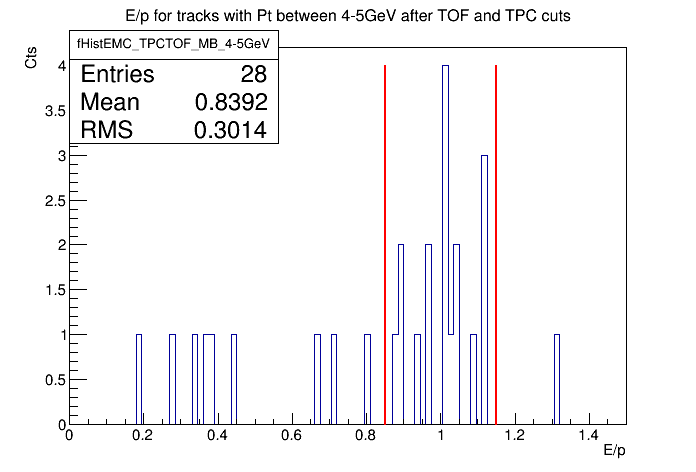 E/p for tracks with Pt between 4-5GeV after TOF and TPC cuts
fHistEMC_TPCTOF_MB_4-5GeV
Entries 28
Mean 0.8392
RMS 0.3014
Cts
4
3.5
3
2.5
2
1.5
1
0.5
0
0 0.2 0.4 0.6 0.8 1 1.2 1.4
E/p